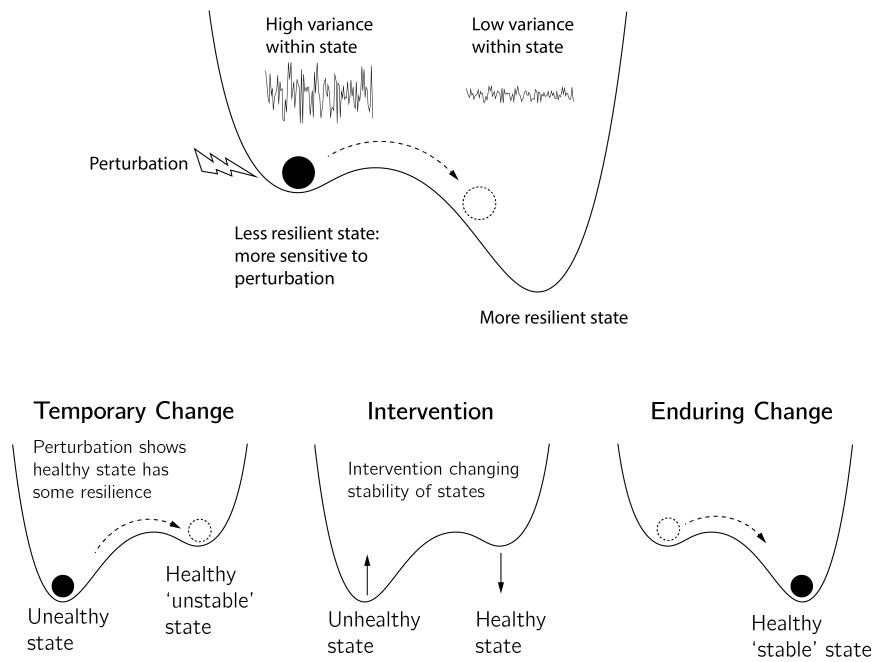 High variance
within state
Low variance
within state
Perturbation
Less resilient state:
more sensitive to
perturbation
More resilient state
Temporary Change
Perturbation shows
healthy state has
some resilience
Unealthy
state
Healthy
‘unstable’
state
Intervention
Intervention changing
stability of states
Unhealthy
state
Healthy
state
Enduring Change
Healthy
‘stable’ state